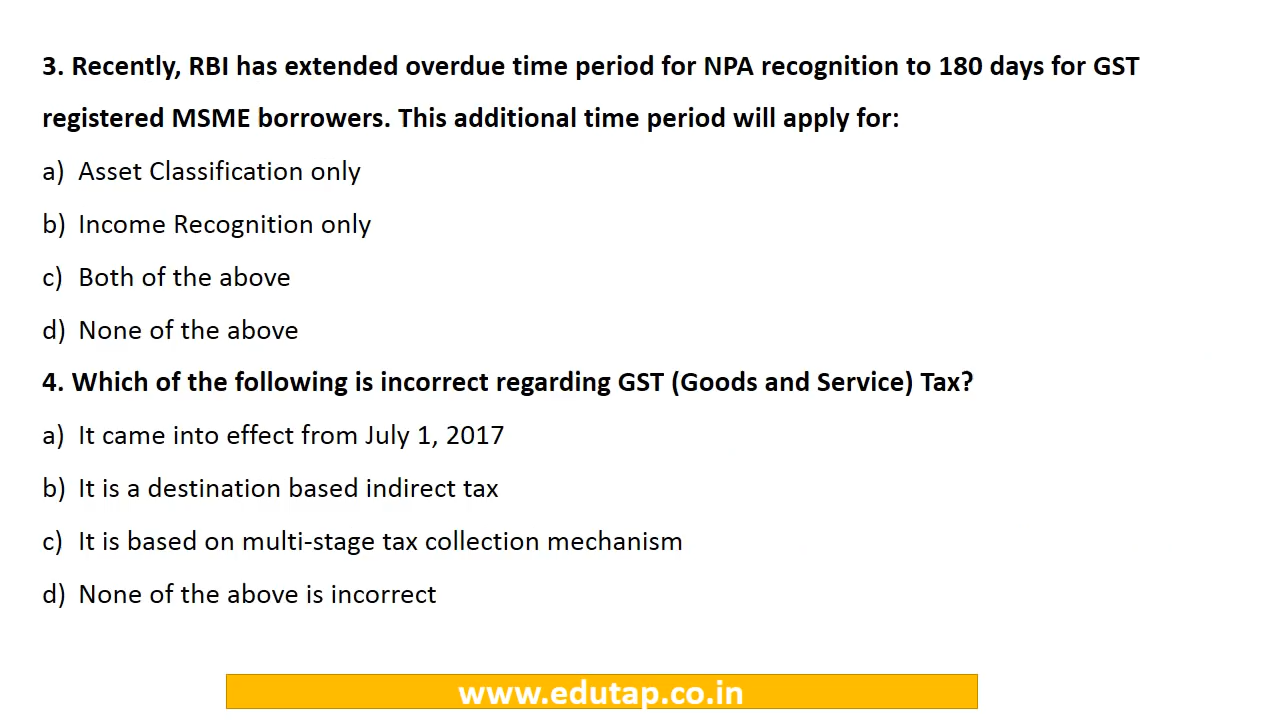 3. Recently, RBI has extended overdue time period for NPA recognition to 180 days for GST
registered MSME borrowers. This additional time period will apply for:
a) Asset Classification only
b) Income Recognition only
c) Both of the above
d) None of the above
4. Which of the following is incorrect regarding GST (Goods and Service) Tax?
a) It came into effect from July 1, 2017
b) It is a destination based indirect tax
c) It is based on multi-stage tax collection mechanism
d) None of the above is incorrect
www.edutap.co.in